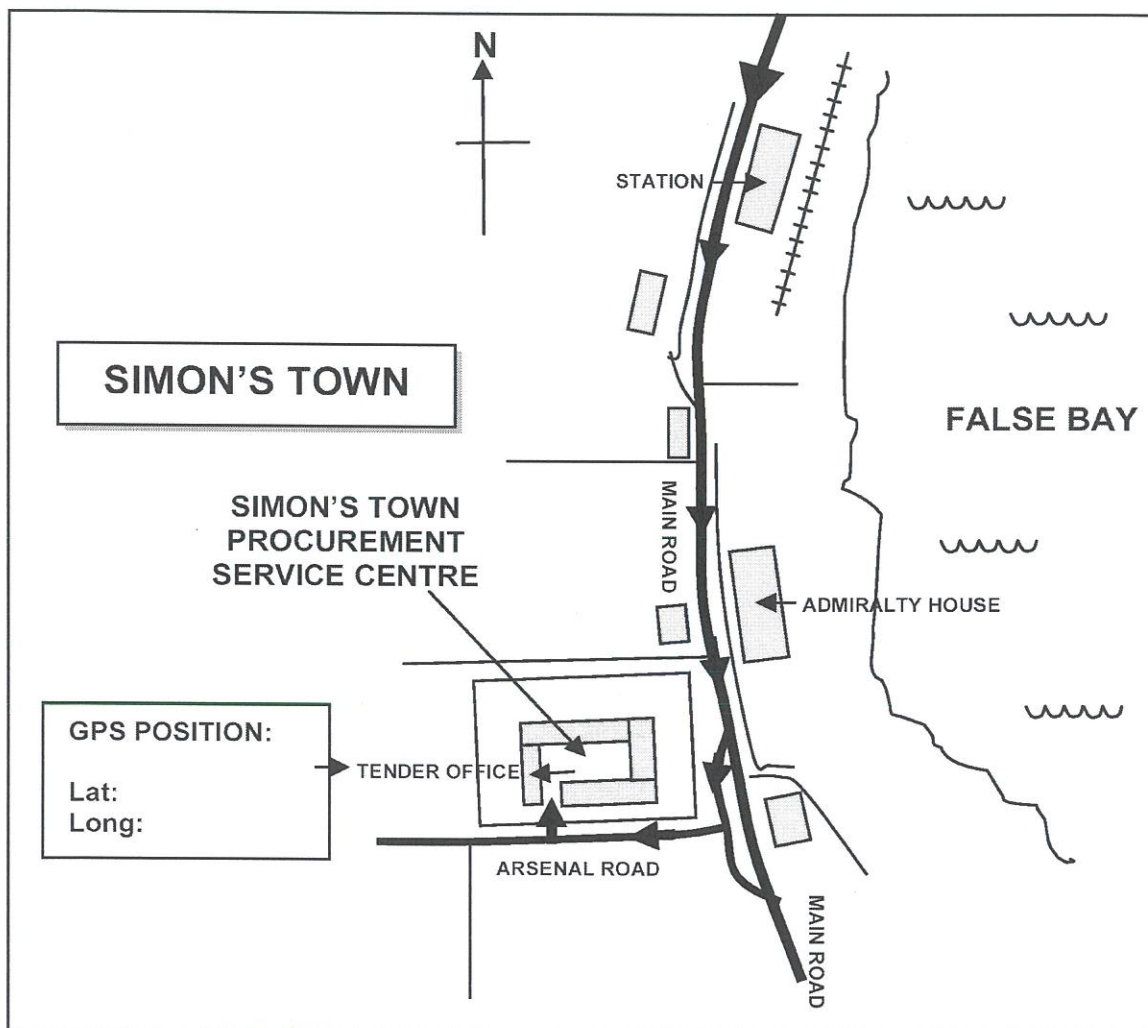 N
STATION
SIMON'S TOWN
FALSE BAY
SIMON'S TOWN
PROCUREMENT
SERVICE CENTRE
MAIN ROAD
ADMIRALTY HOUSE
GPS POSITION:
Lat:
Long:
TENDER OFFICE
ARSENAL ROAD
MAIN ROAD